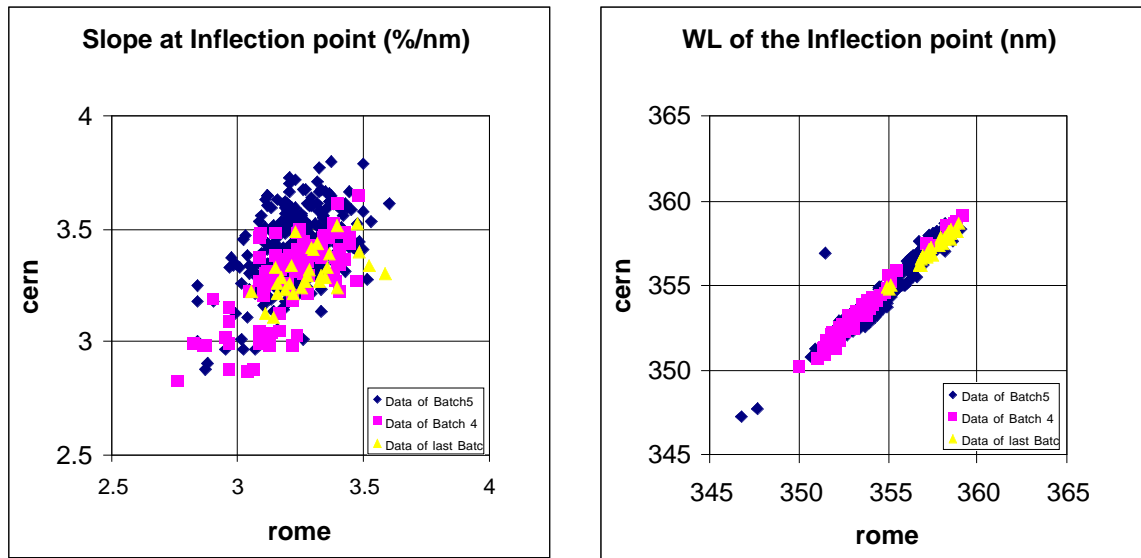 Slope at Inflection point (%/nm)
4
3.5
3
2.5
cern
2.5 3 3.5 4
rome
Data of Batch5
Data of Batch 4
Data of last Batc
WL of the Inflection point (nm)
365
360
355
350
345
cern
345 350 355 360 365
rome
Data of Batch5
Data of Batch 4
Data of last Batc